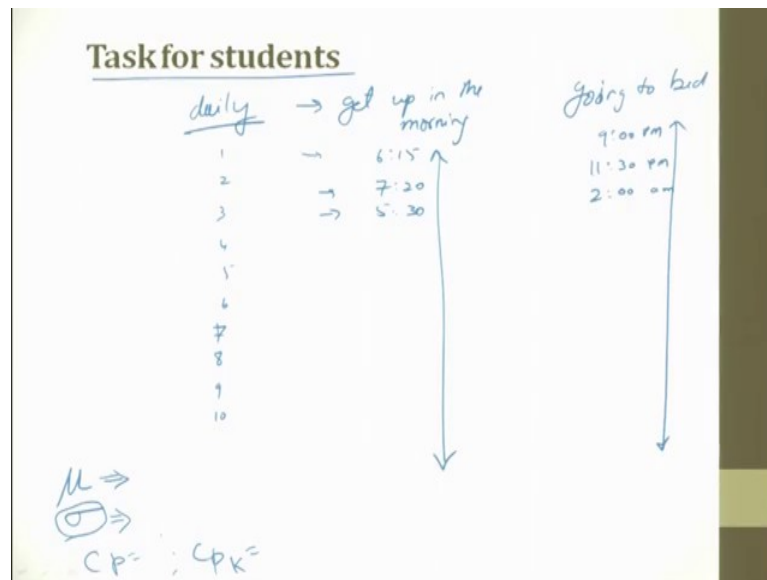 Task for students
daily → get up in the morning
going to bed
1 → 6:15
9:00 PM
2 → 7:20
11:30 PM
3 → 5:30
2:00 am
4
5
6
7
8
9
10
μ ⇒
σ ⇒
Cp= ; Cpk=